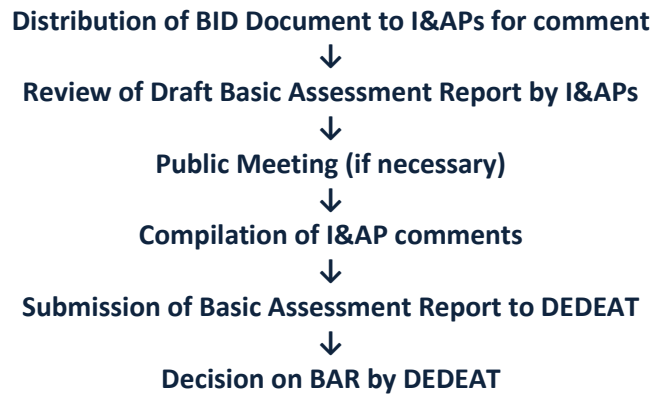 Distribution of BID Document to I&APs for comment
↓
Review of Draft Basic Assessment Report by I&APs
↓
Public Meeting (if necessary)
↓
Compilation of I&AP comments
↓
Submission of Basic Assessment Report to DEDEAT
↓
Decision on BAR by DEDEAT